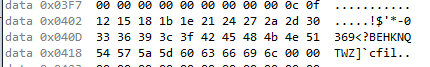 data 0x03F7 00 00 00 00 00 00 00 00 00 0c 0f ...........
data 0x0402 12 15 18 1b 1e 21 24 27 2a 2d 30 .....!$'*-0
data 0x040D 33 36 39 3c 3f 42 45 48 4b 4e 51 369<?BEHKNQ
data 0x0418 54 57 5a 5d 60 63 66 69 6c 00 00 TWZ]`cfil..